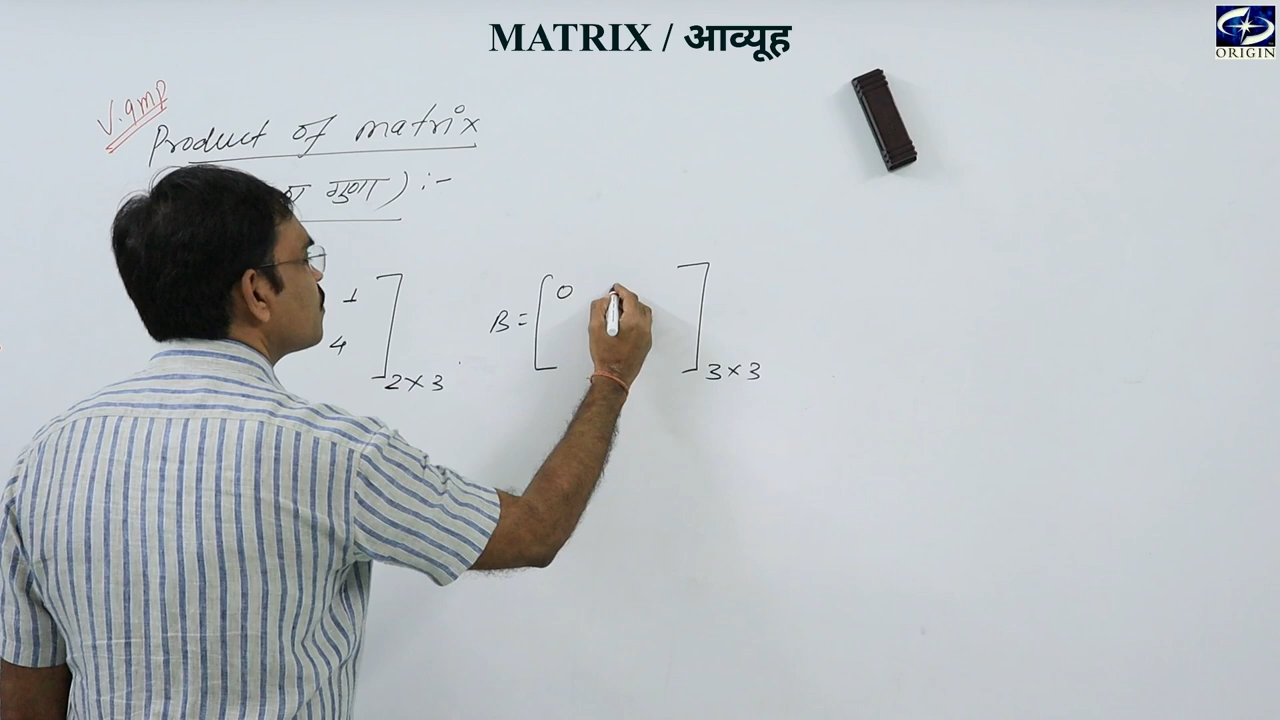 MATRIX / आव्यूह
ORIGIN
V. Imp
Product of matrix
गुणा ) :-
1
4
2 × 3
B = [ 0 ] 3 × 3